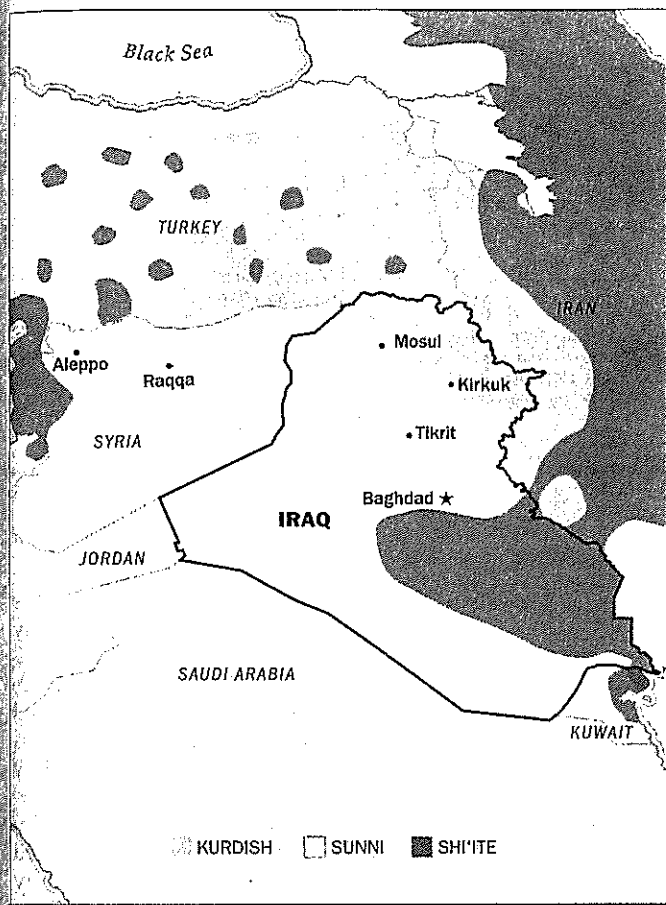 Black Sea
TURKEY
IRAN
Mosul
Aleppo
Raqqa
Kirkuk
Tikrit
SYRIA
Baghdad
IRAQ
JORDAN
SAUDI ARABIA
KUWAIT
KURDISH SUNNI SHI'ITE